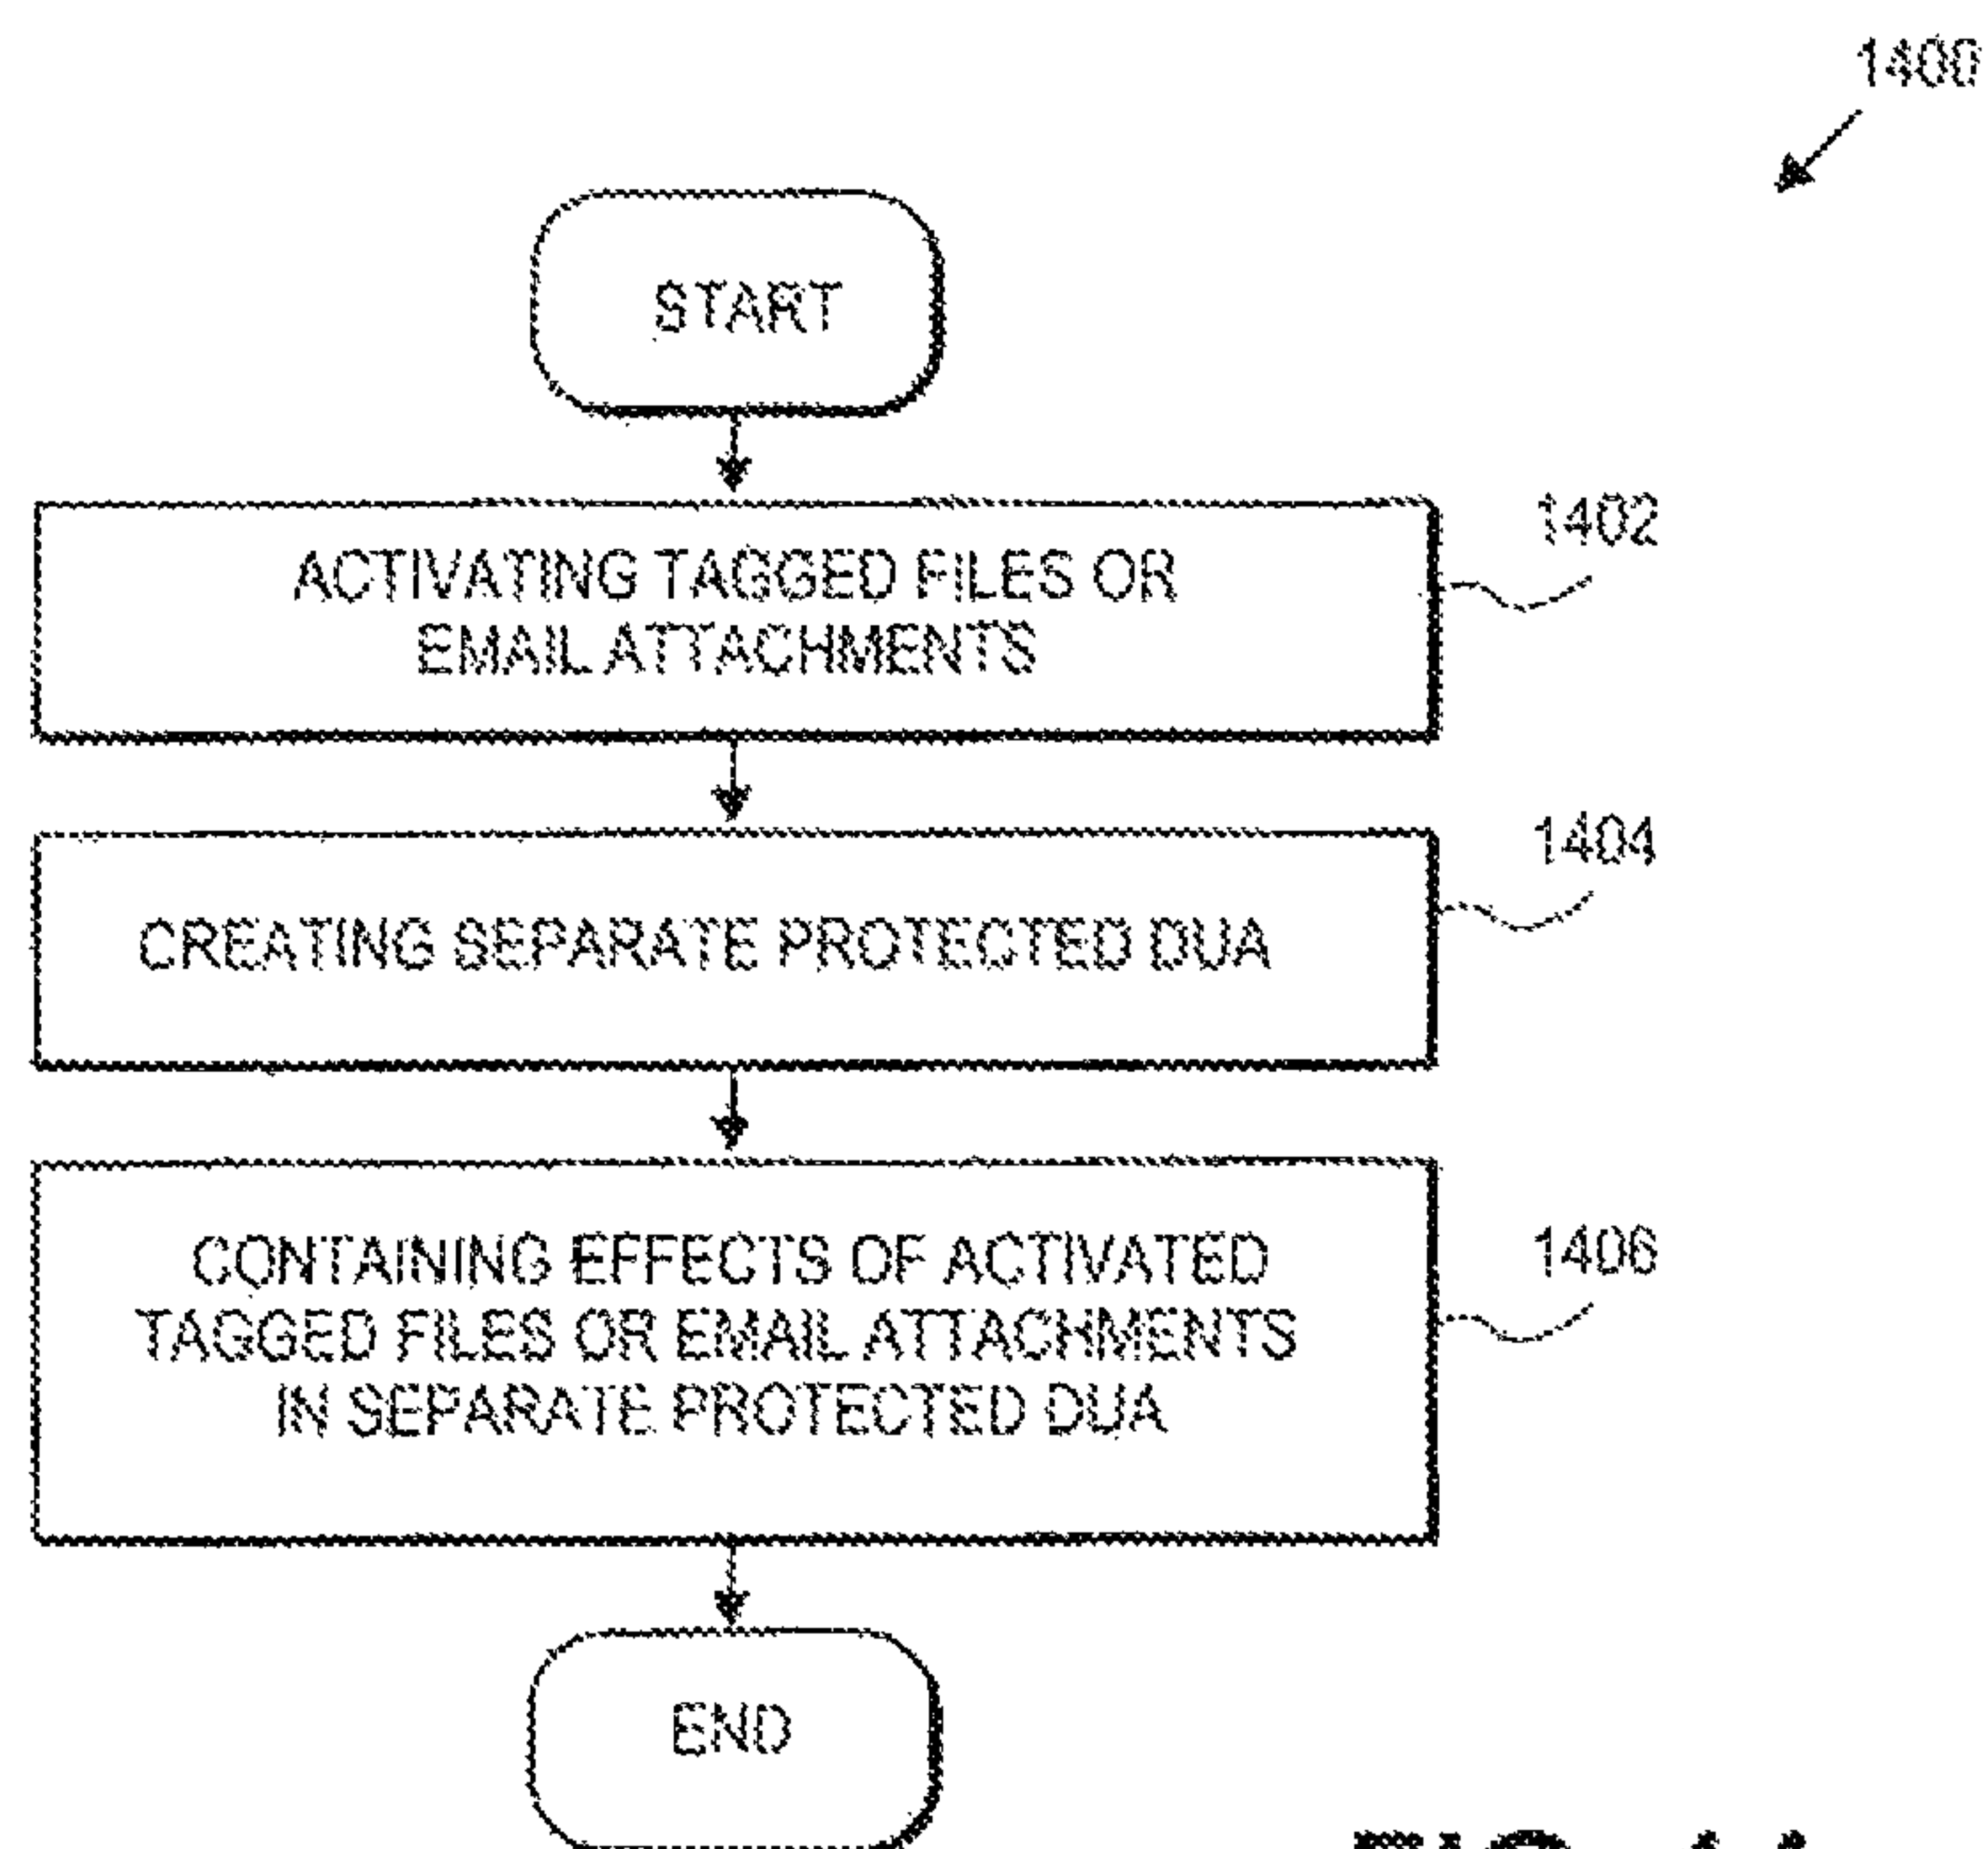 1400
START
1402
ACTIVATING TAGGED FILES OR
EMAIL ATTACHMENTS
1404
CREATING SEPARATE PROTECTED DUA
1406
CONTAINING EFFECTS OF ACTIVATED
TAGGED FILES OR EMAIL ATTACHMENTS
IN SEPARATE PROTECTED DUA
END